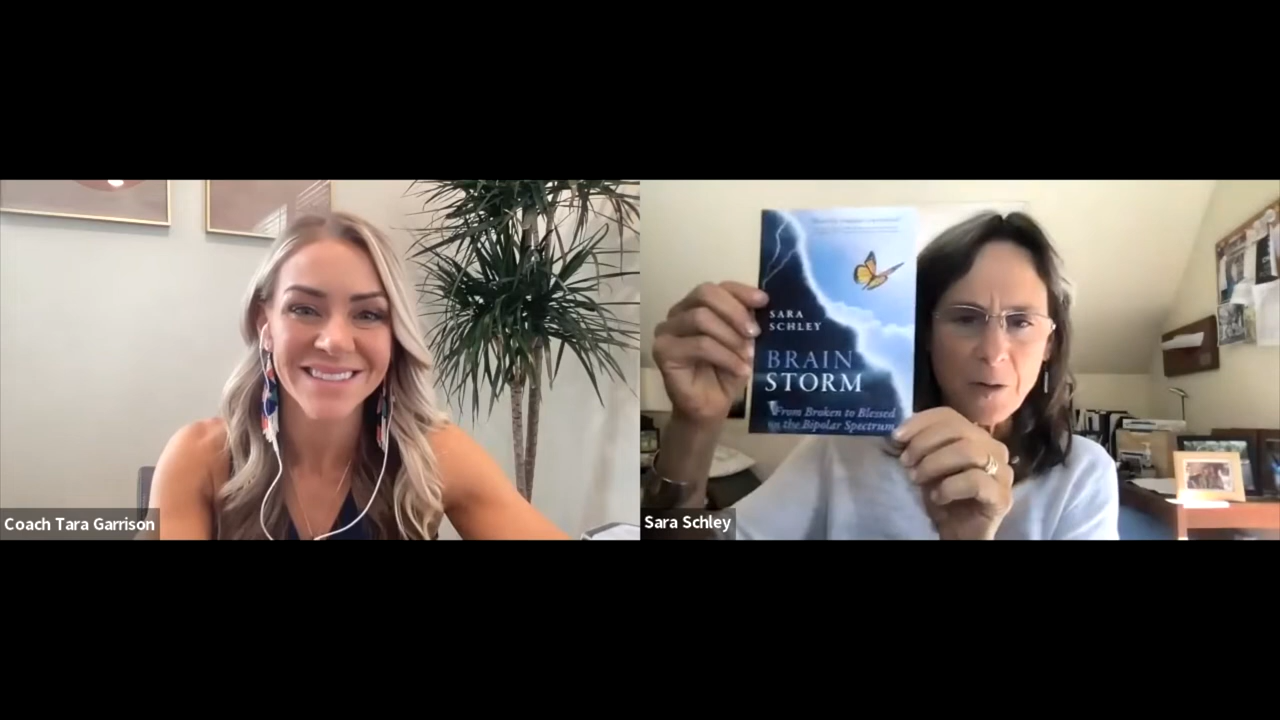 SARA
SCHLEY
BRAIN
STORM
From Broken to Blessed
on the Bipolar Spectrum
Coach Tara Garrison
Sara Schley